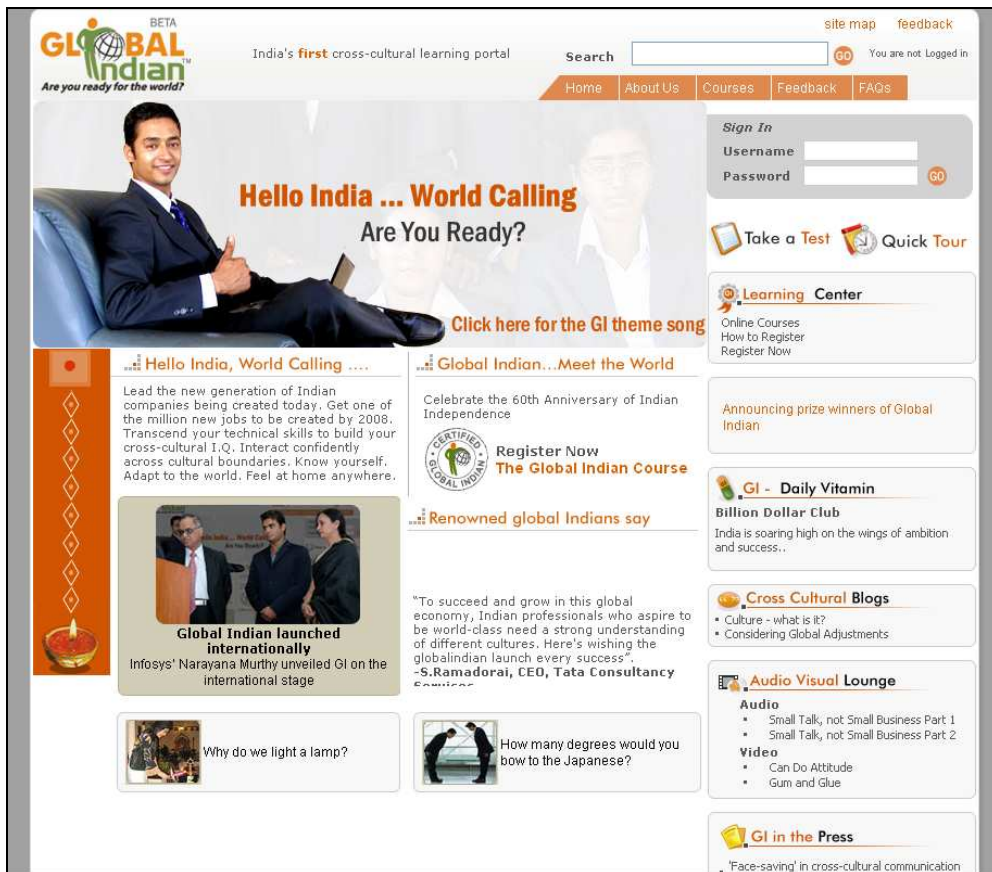 BETA
GLOBAL
Indian™
Are you ready for the world?
India's first cross-cultural learning portal
site map feedback
Search GO You are not Logged in
Home About Us Courses Feedback FAQs
Hello India ... World Calling
Are You Ready?
Click here for the GI theme song
Sign In
Username
Password GO
Take a Test Quick Tour
Learning Center
Online Courses
How to Register
Register Now
Announcing prize winners of Global
Indian
GI - Daily Vitamin
Billion Dollar Club
India is soaring high on the wings of ambition
and success..
Cross Cultural Blogs
• Culture - what is it?
• Considering Global Adjustments
Audio Visual Lounge
Audio
• Small Talk, not Small Business Part 1
• Small Talk, not Small Business Part 2
Video
• Can Do Attitude
• Gum and Glue
GI in the Press
'Face-saving' in cross-cultural communication
Hello India, World Calling ....
Lead the new generation of Indian
companies being created today. Get one of
the million new jobs to be created by 2008.
Transcend your technical skills to build your
cross-cultural I.Q. Interact confidently
across cultural boundaries. Know yourself.
Adapt to the world. Feel at home anywhere.
Global Indian launched
internationally
Infosys' Narayana Murthy unveiled GI on the
international stage
Global Indian...Meet the World
Celebrate the 60th Anniversary of Indian
Independence
CERTIFIED
GLOBAL INDIAN
Register Now
The Global Indian Course
Renowned global Indians say
"To succeed and grow in this global
economy, Indian professionals who aspire to
be world-class need a strong understanding
of different cultures. Here's wishing the
globalindian launch every success".
-S.Ramadorai, CEO, Tata Consultancy
Services
Why do we light a lamp?
How many degrees would you
bow to the Japanese?